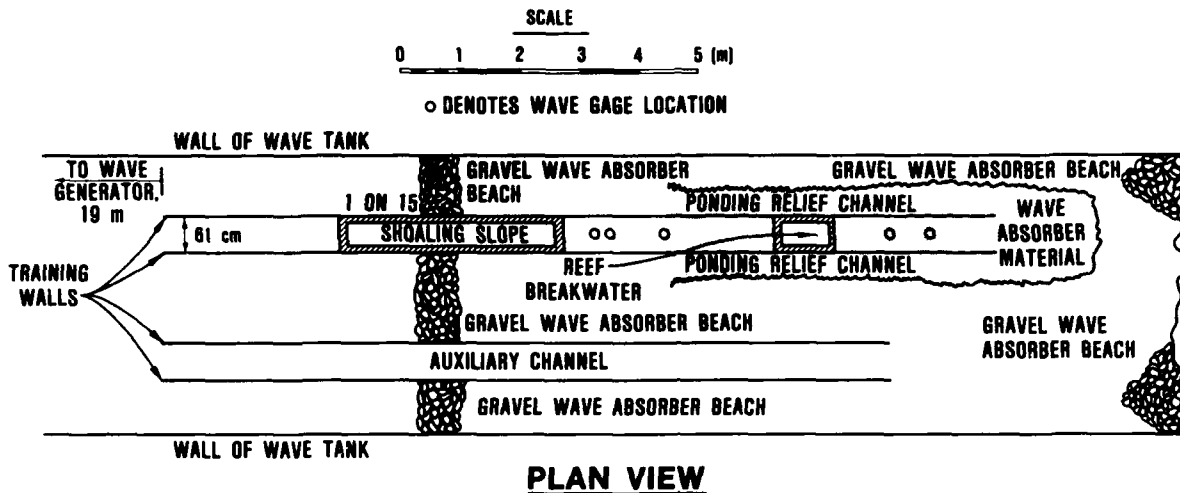 SCALE
0 1 2 3 4 5 (m)
○ DENOTES WAVE GAGE LOCATION
WALL OF WAVE TANK
TO WAVE
GENERATOR,
19 m
GRAVEL WAVE ABSORBER
BEACH
GRAVEL WAVE ABSORBER BEACH
1 ON 15
PONDING RELIEF CHANNEL
61 cm
SHOALING SLOPE
WAVE
ABSORBER
MATERIAL
TRAINING
WALLS
REEF
BREAKWATER
PONDING RELIEF CHANNEL
GRAVEL WAVE ABSORBER BEACH
GRAVEL WAVE
ABSORBER BEACH
AUXILIARY CHANNEL
GRAVEL WAVE ABSORBER BEACH
WALL OF WAVE TANK
PLAN VIEW